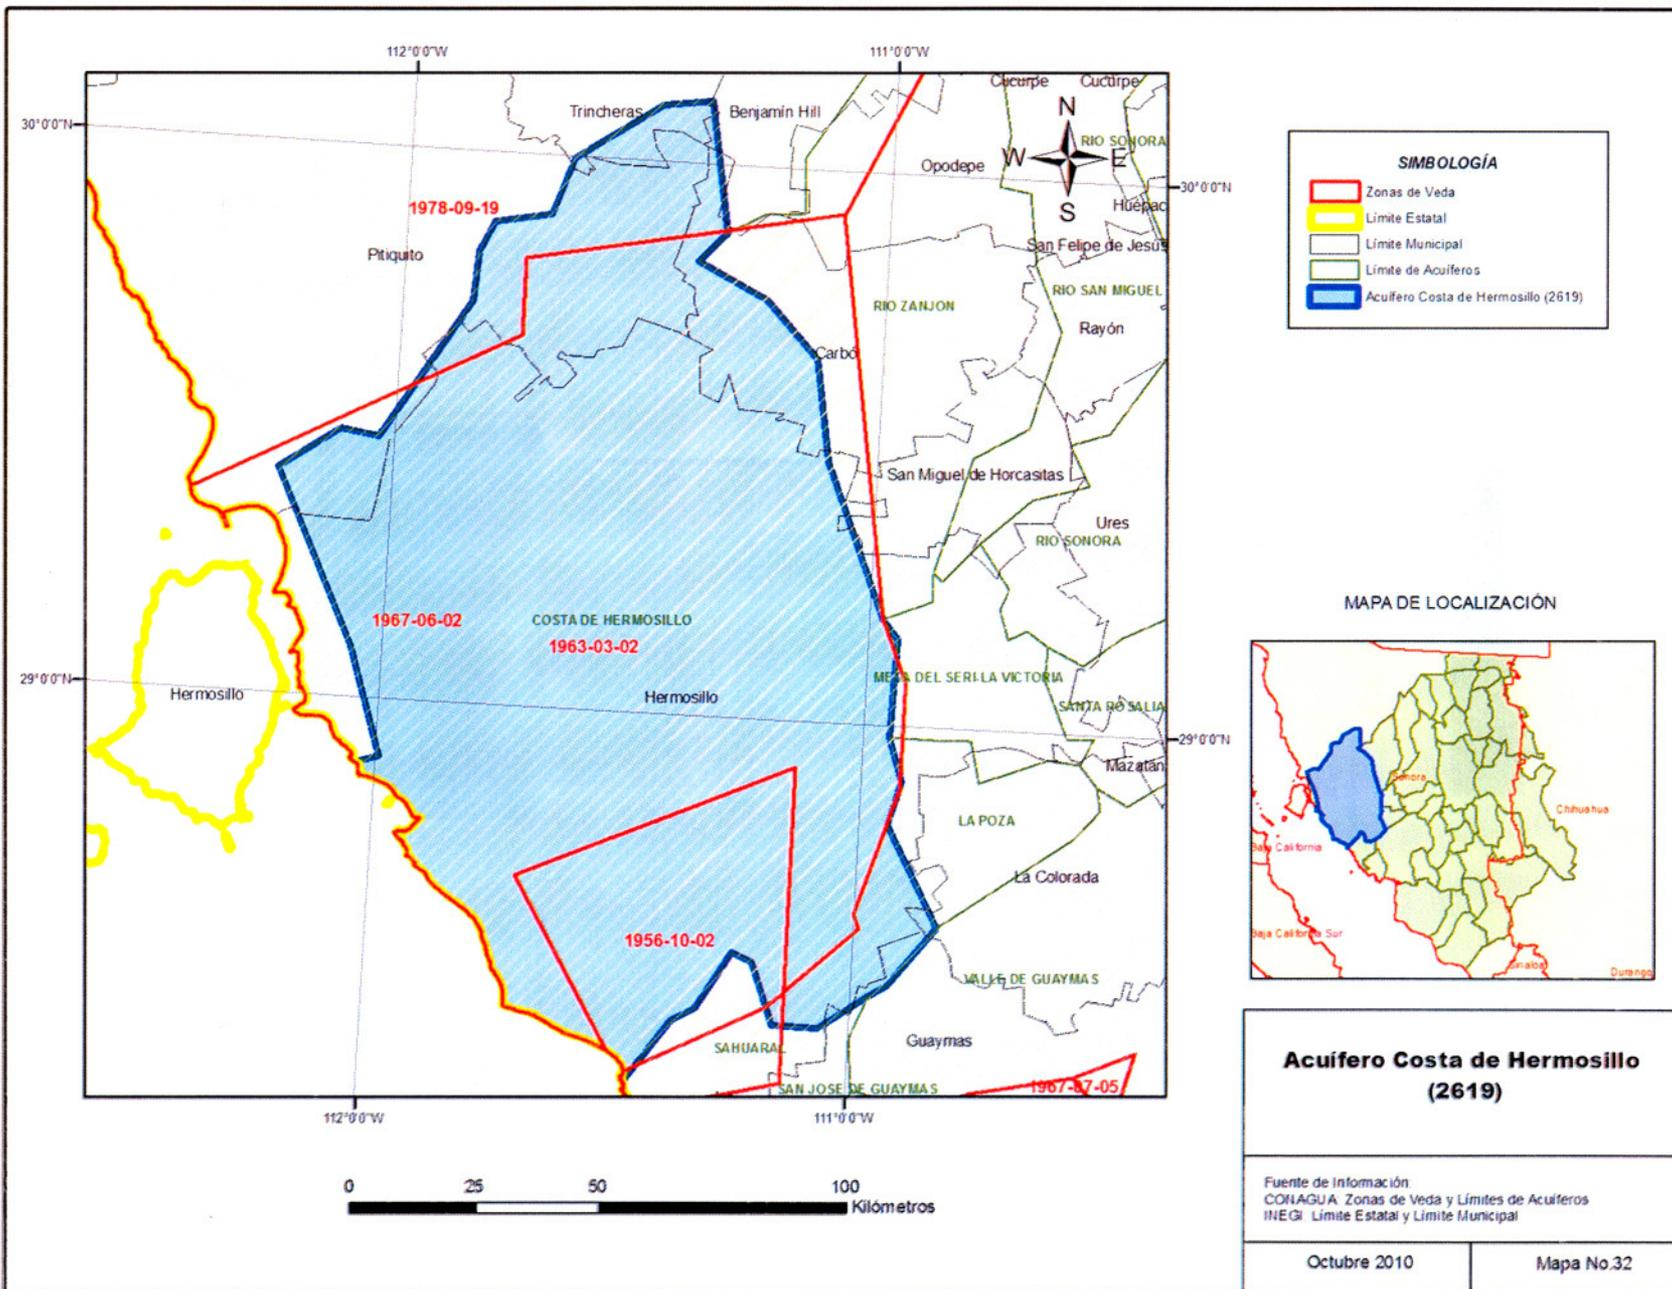 112°0'0"W
111°0'0"W
30°0'0"N
Trincheras
Benjamín Hill
Cucurpe
Cucurpe
N
W
E
S
RIO SONORA
Opodepe
30°0'0"N
Huépac
1978-09-19
Pitiquito
San Felipe de Jesús
RIO ZANJON
RIO SAN MIGUEL
Rayón
Carbó
San Miguel de Horcasitas
Ures
RIO SONORA
1967-06-02
COSTA DE HERMOSILLO
1963-03-02
29°0'0"N
Hermosillo
Hermosillo
MESA DEL SERI-LA VICTORIA
SANTA ROSALIA
29°0'0"N
Mazatán
LA POZA
La Colorada
1956-10-02
VALLE DE GUAYMAS
Guaymas
SAHUARAL
SAN JOSE DE GUAYMAS
1967-07-05
112°0'0"W
111°0'0"W
0 25 50 100
Kilómetros
SIMBOLOGÍA
Zonas de Veda
Límite Estatal
Límite Municipal
Límite de Acuíferos
Acuífero Costa de Hermosillo (2619)
MAPA DE LOCALIZACIÓN
Sonora
Chihuahua
Baja California
Baja California Sur
Sinaloa
Durango
Acuífero Costa de Hermosillo
(2619)
Fuente de Información:
CONAGUA: Zonas de Veda y Límites de Acuíferos
INEGI: Límite Estatal y Límite Municipal
Octubre 2010
Mapa No.32